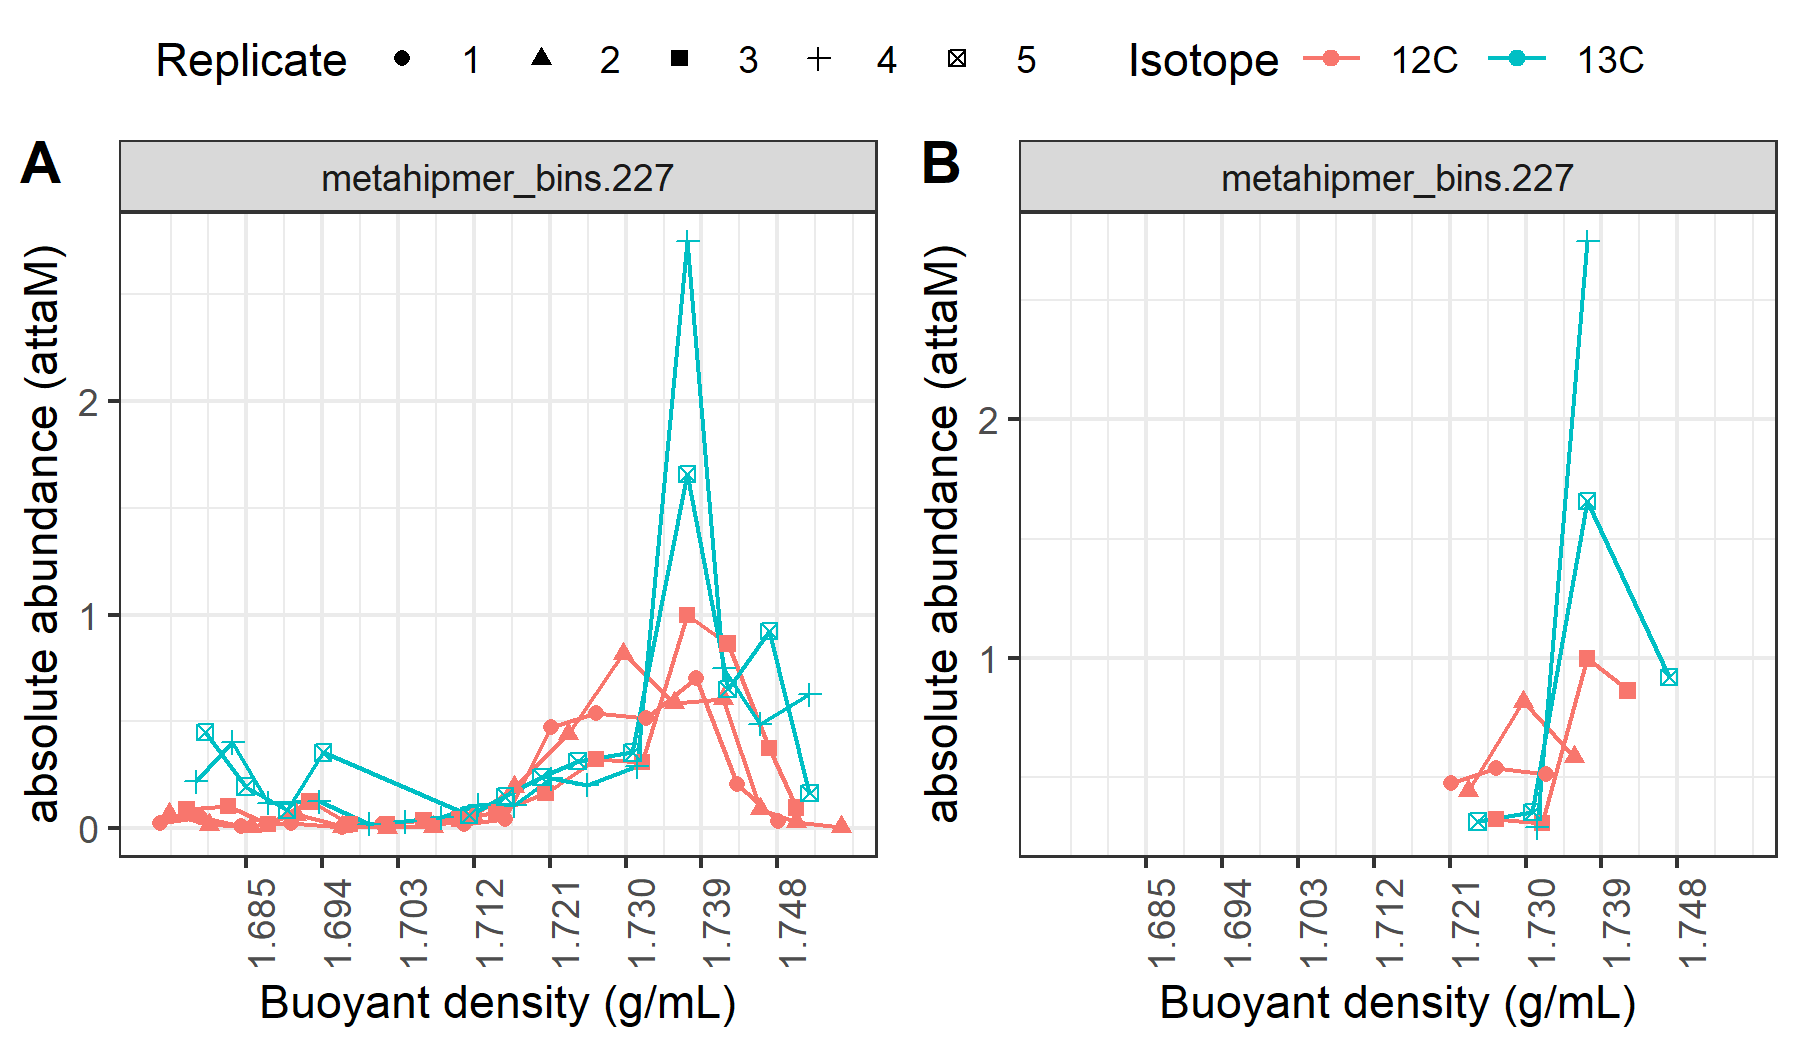 Replicate 1 2 3 4 5 Isotope 12C 13C
A
metahipmer_bins.227
absolute abundance (attaM)
2
1
0
1.685 1.694 1.703 1.712 1.721 1.730 1.739 1.748
Buoyant density (g/mL)
B
metahipmer_bins.227
absolute abundance (attaM)
2
1
1.685 1.694 1.703 1.712 1.721 1.730 1.739 1.748
Buoyant density (g/mL)